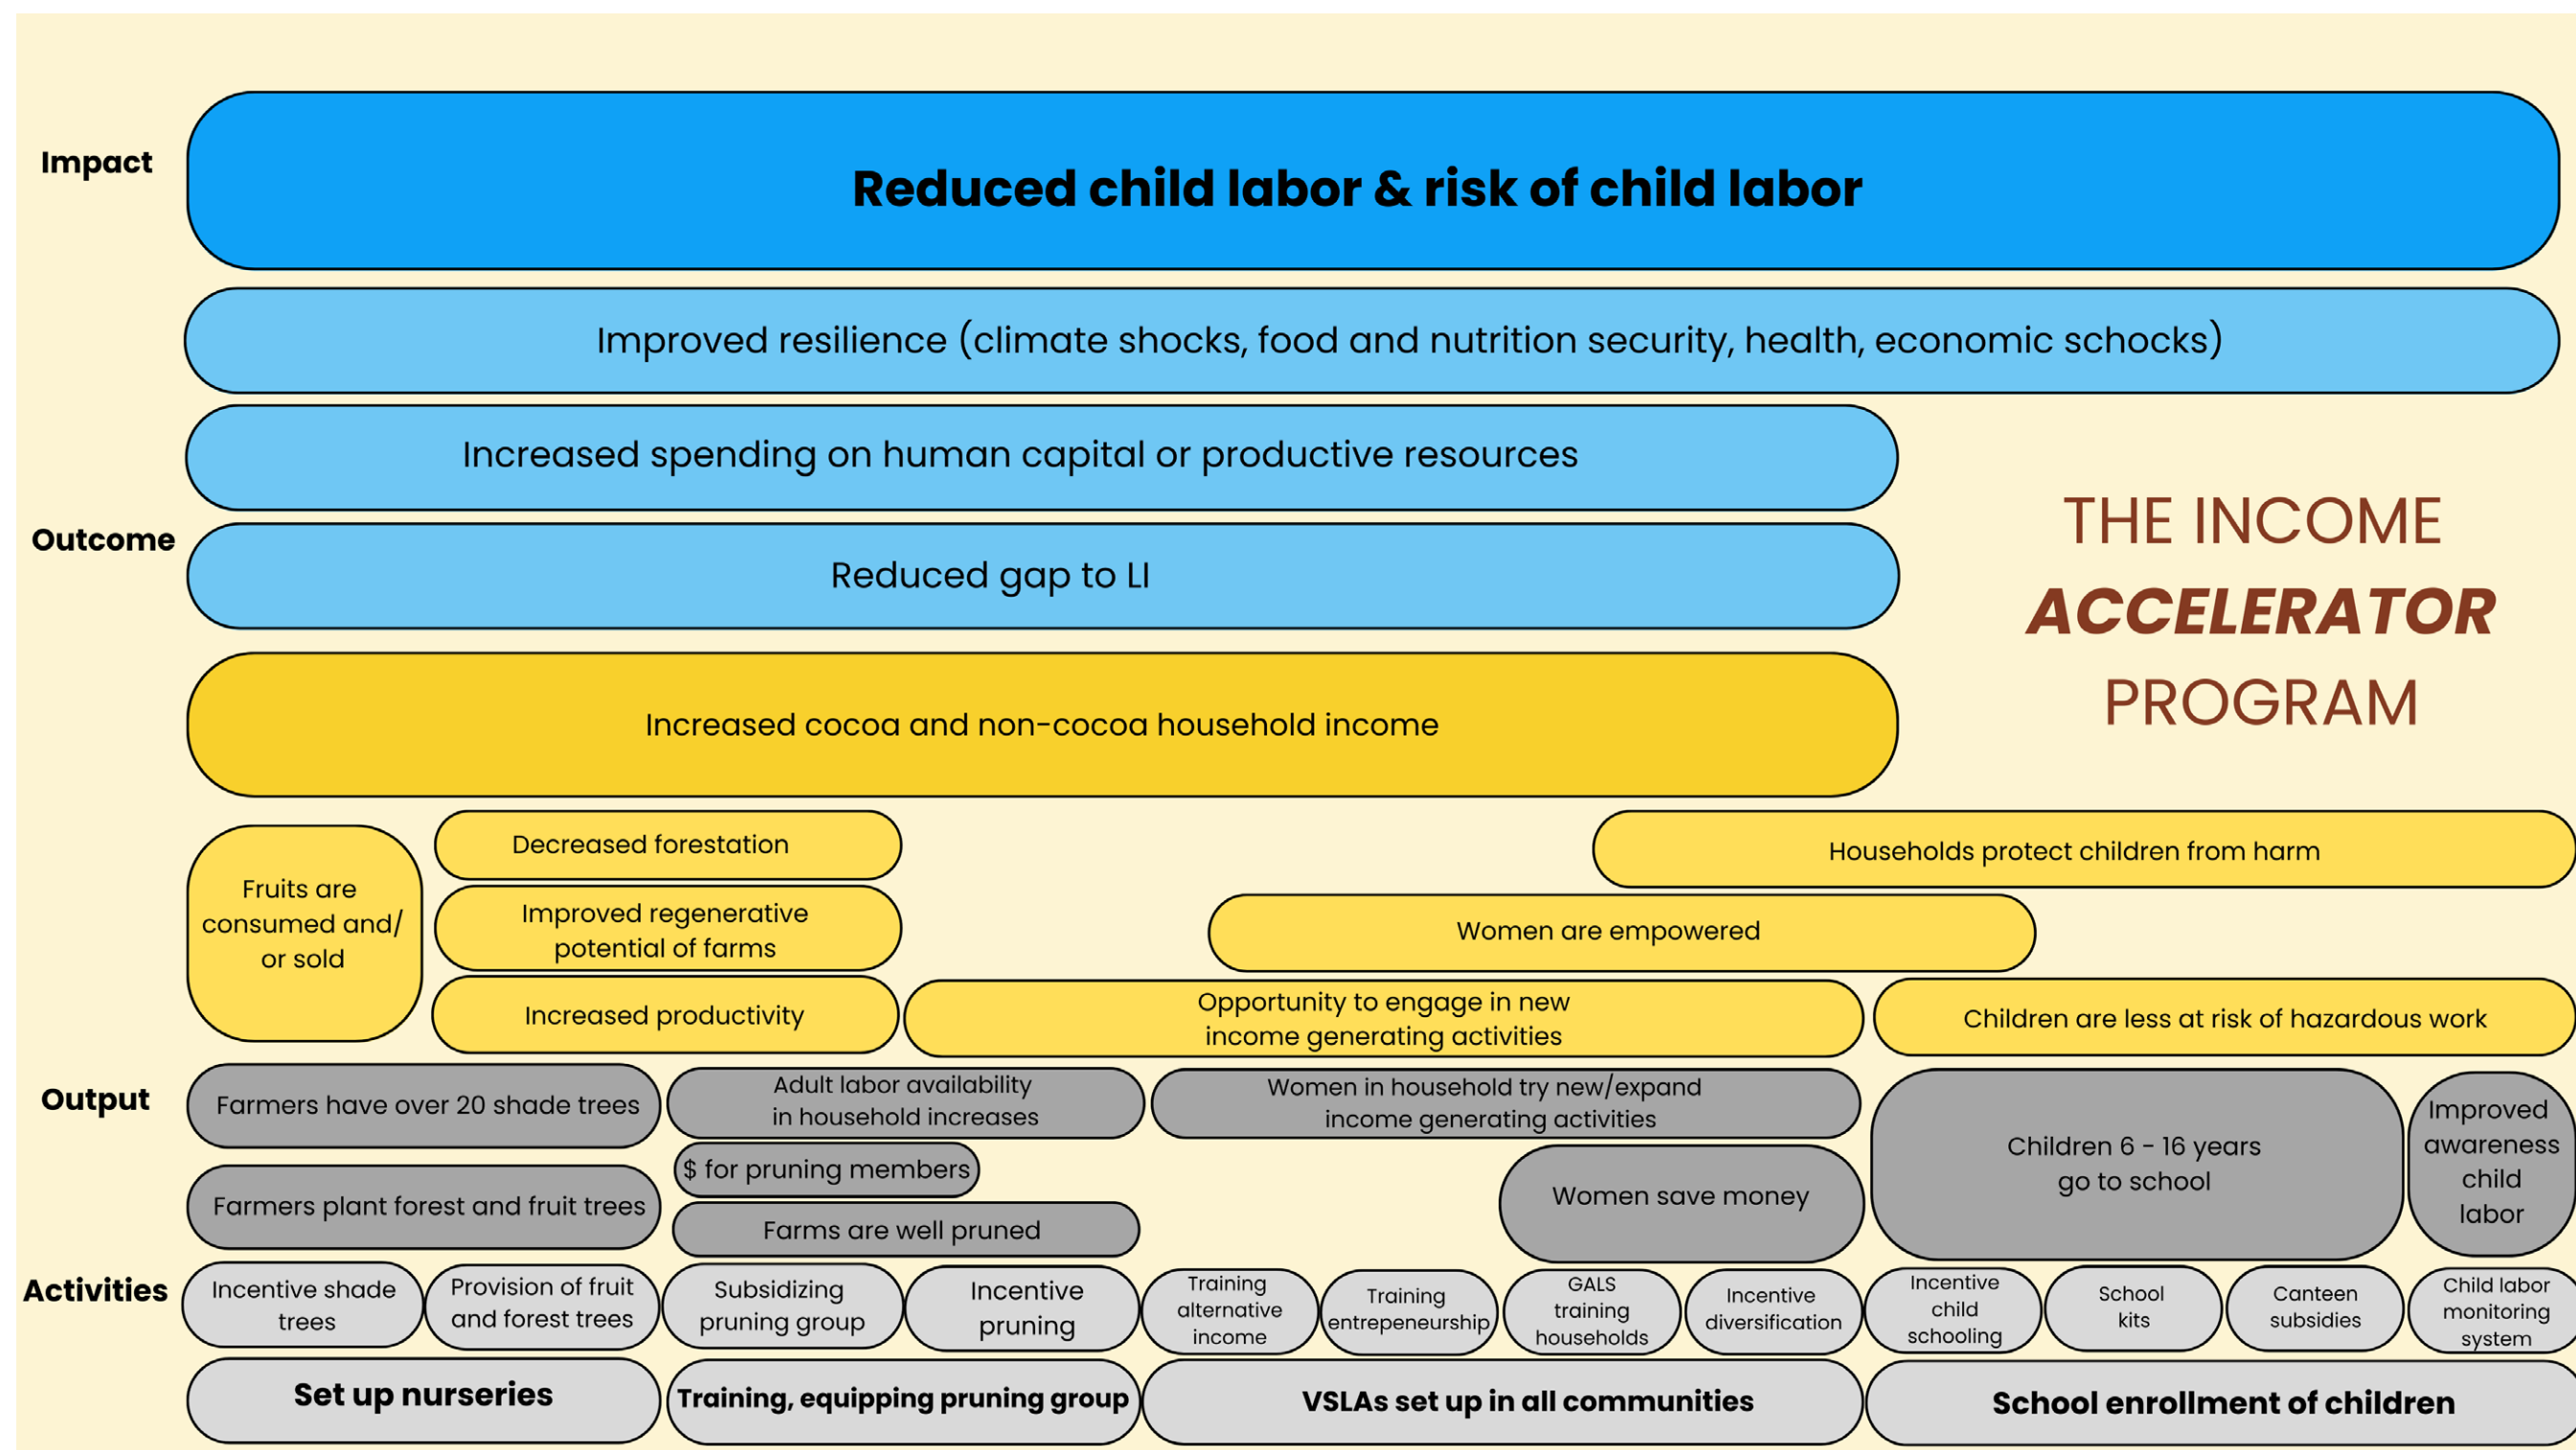 Impact
Reduced child labor & risk of child labor
Improved resilience (climate shocks, food and nutrition security, health, economic schocks)
Increased spending on human capital or productive resources
Outcome
Reduced gap to LI
THE INCOME
ACCELERATOR
PROGRAM
Increased cocoa and non-cocoa household income
Fruits are
consumed and/
or sold
Decreased forestation
Improved regenerative
potential of farms
Increased productivity
Households protect children from harm
Women are empowered
Opportunity to engage in new
income generating activities
Children are less at risk of hazardous work
Output
Farmers have over 20 shade trees
Farmers plant forest and fruit trees
Adult labor availability
in household increases
$ for pruning members
Farms are well pruned
Women in household try new/expand
income generating activities
Women save money
Children 6 - 16 years
go to school
Improved
awareness
child
labor
Activities
Incentive shade
trees
Provision of fruit
and forest trees
Subsidizing
pruning group
Incentive
pruning
Training
alternative
income
Training
entrepeneurship
GALS
training
households
Incentive
diversification
Incentive
child
schooling
School
kits
Canteen
subsidies
Child labor
monitoring
system
Set up nurseries
Training, equipping pruning group
VSLAs set up in all communities
School enrollment of children